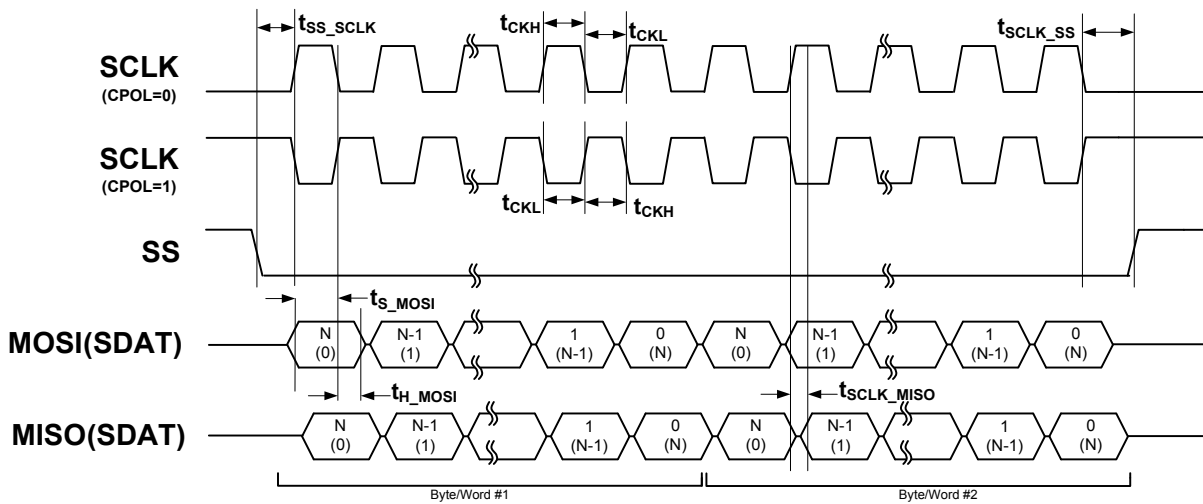 tSS_SCLK
tCKH
tCKL
tSCLK_SS
SCLK
(CPOL=0)
SCLK
(CPOL=1)
tCKL
tCKH
SS
tS_MOSI
MOSI(SDAT)
N
(0)
N-1
(1)
1
(N-1)
0
(N)
N
(0)
N-1
(1)
1
(N-1)
0
(N)
tH_MOSI
tSCLK_MISO
MISO(SDAT)
N
(0)
N-1
(1)
1
(N-1)
0
(N)
N
(0)
N-1
(1)
1
(N-1)
0
(N)
Byte/Word #1
Byte/Word #2